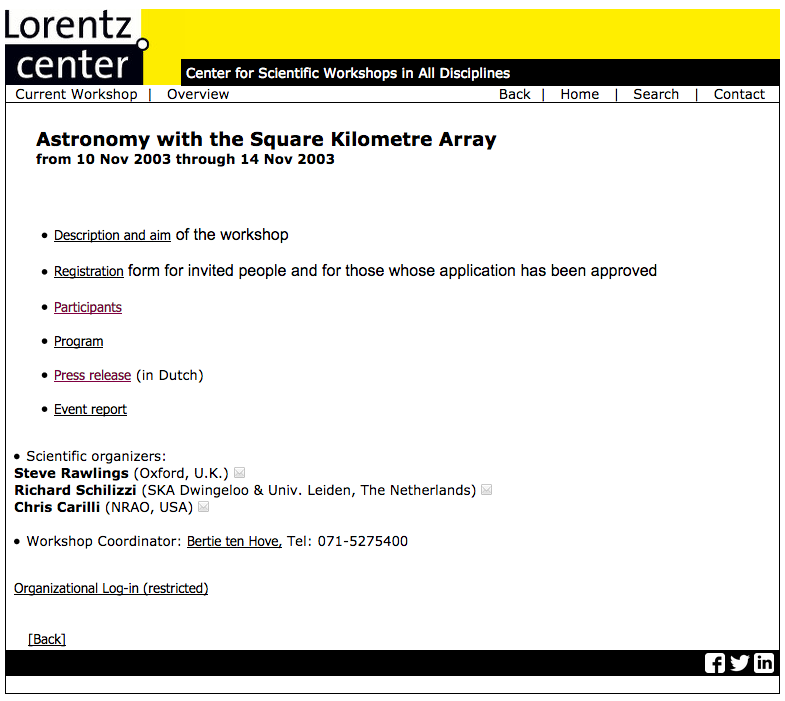 Lorentz
center
Center for Scientific Workshops in All Disciplines
Current Workshop | Overview Back | Home | Search | Contact
Astronomy with the Square Kilometre Array
from 10 Nov 2003 through 14 Nov 2003
• Description and aim of the workshop
• Registration form for invited people and for those whose application has been approved
• Participants
• Program
• Press release (in Dutch)
• Event report
• Scientific organizers:
Steve Rawlings (Oxford, U.K.)
Richard Schilizzi (SKA Dwingeloo & Univ. Leiden, The Netherlands)
Chris Carilli (NRAO, USA)
• Workshop Coordinator: Bertie ten Hove, Tel: 071-5275400
Organizational Log-in (restricted)
[Back]